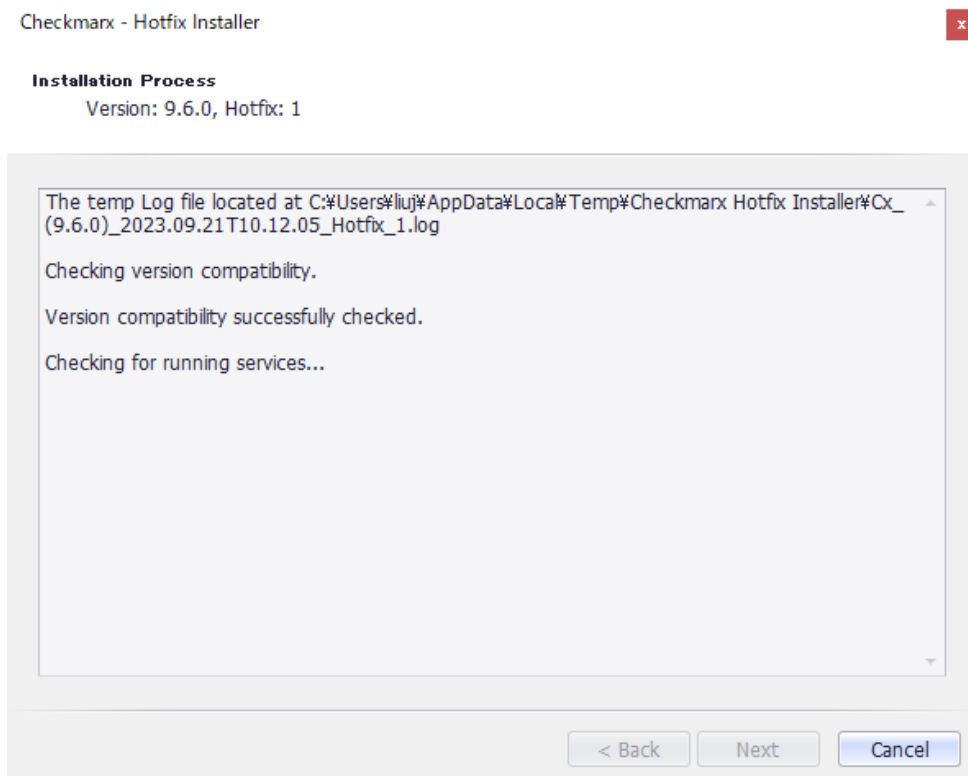 Checkmarx - Hotfix Installer
x
Installation Process
Version: 9.6.0, Hotfix: 1
The temp Log file located at C:¥Users¥liuj¥AppData¥Local¥Temp¥Checkmarx Hotfix Installer¥Cx_
(9.6.0)_2023.09.21T10.12.05_Hotfix_1.log
Checking version compatibility.
Version compatibility successfully checked.
Checking for running services...
< Back
Next
Cancel